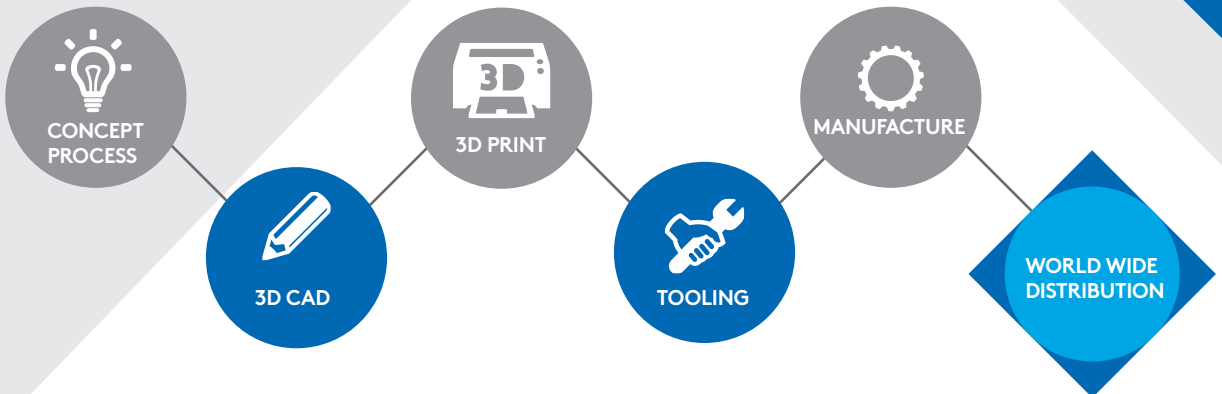 CONCEPT
PROCESS
3D CAD
3D
3D PRINT
TOOLING
MANUFACTURE
WORLD WIDE
DISTRIBUTION